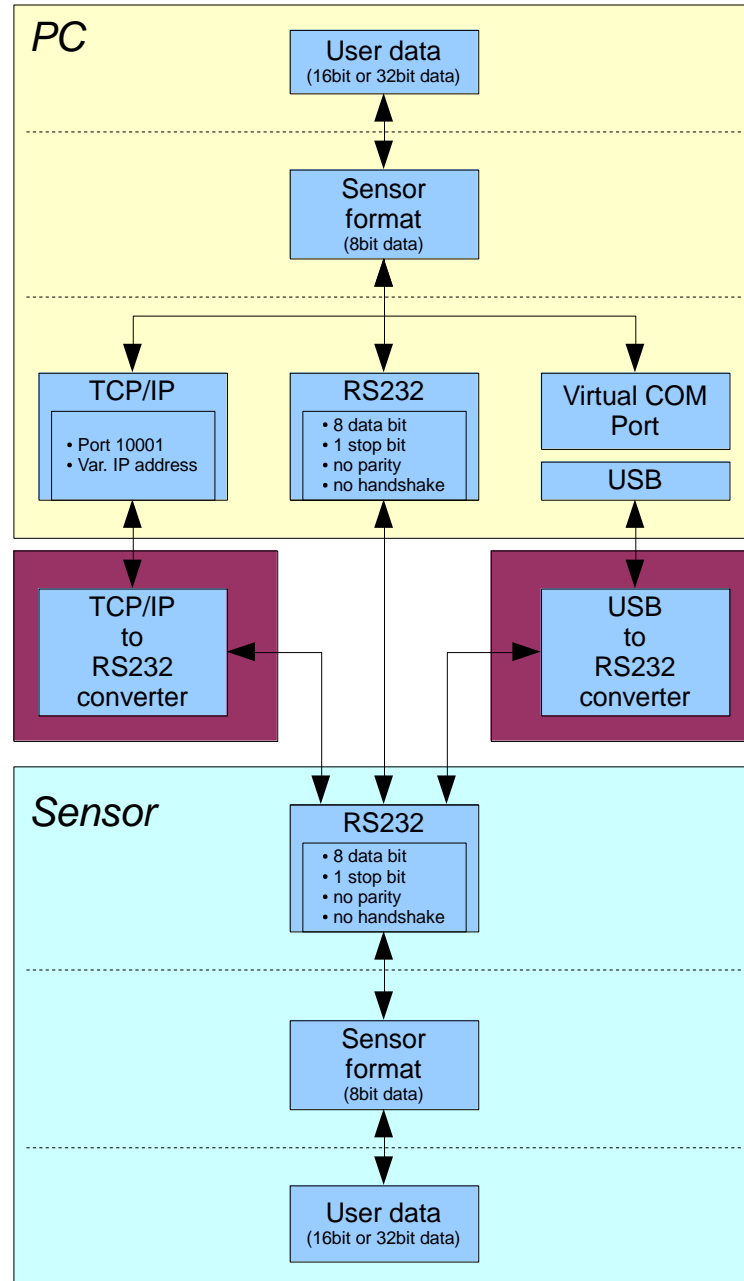 PC
User data
(16bit or 32bit data)
Sensor
format
(8bit data)
TCP/IP
• Port 10001
• Var. IP address
RS232
• 8 data bit
• 1 stop bit
• no parity
• no handshake
Virtual COM
Port
USB
TCP/IP
to
RS232
converter
USB
to
RS232
converter
Sensor
RS232
• 8 data bit
• 1 stop bit
• no parity
• no handshake
Sensor
format
(8bit data)
User data
(16bit or 32bit data)